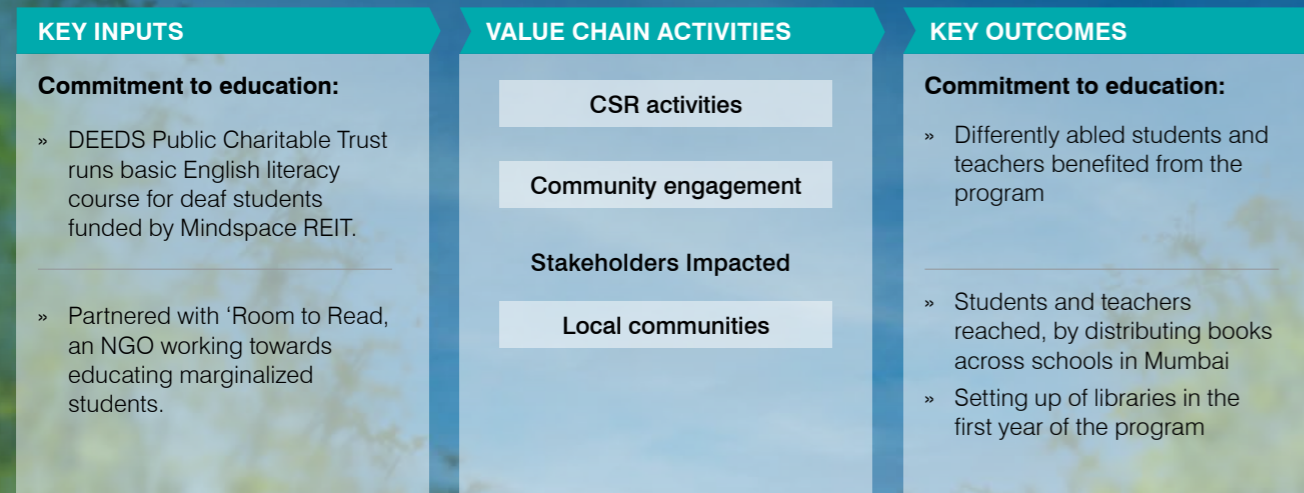 KEY INPUTS
Commitment to education:
» DEEDS Public Charitable Trust
runs basic English literacy
course for deaf students
funded by Mindspace REIT.
» Partnered with ‘Room to Read,
an NGO working towards
educating marginalized
students.
VALUE CHAIN ACTIVITIES
CSR activities
Community engagement
Stakeholders Impacted
Local communities
KEY OUTCOMES
Commitment to education:
» Differently abled students and
teachers benefited from the
program
» Students and teachers
reached, by distributing books
across schools in Mumbai
» Setting up of libraries in the
first year of the program